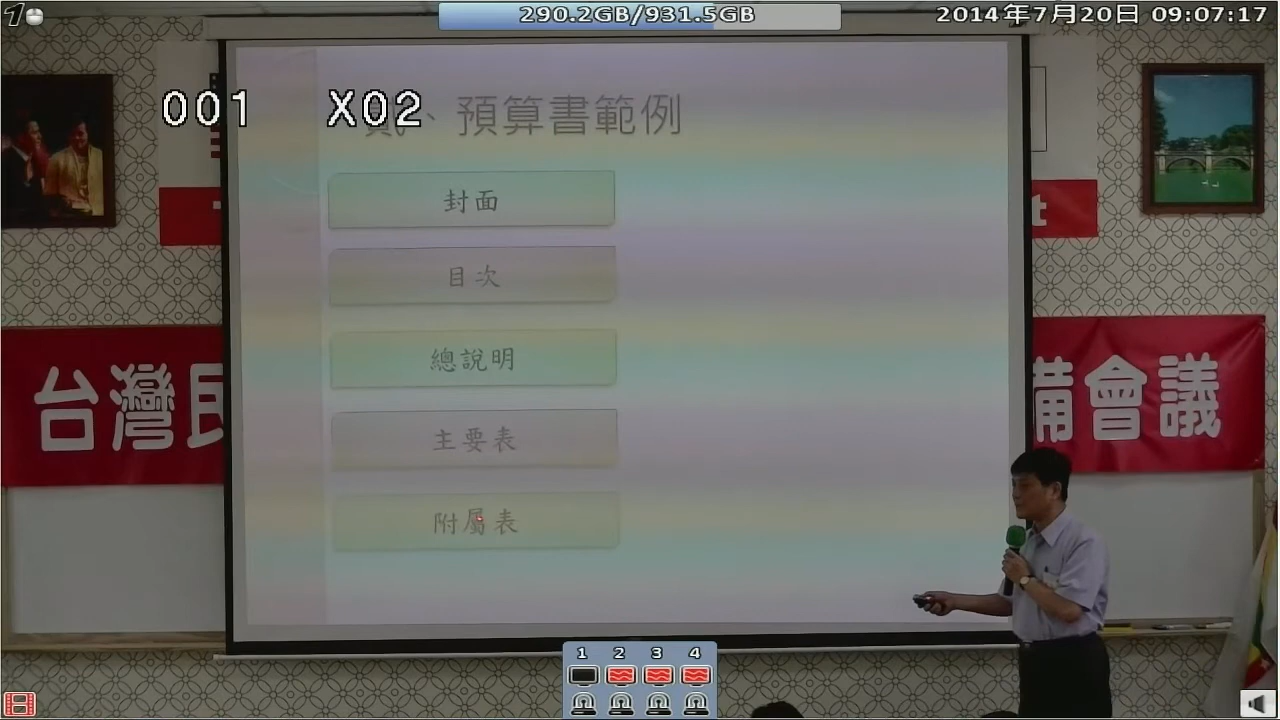 290.2GB/931.5GB
2014年7月20日 09:07:17
001 X02
、預算書範例
封面
目次
總說明
主要表
附屬表
t
台灣民
備會議
1 2 3 4